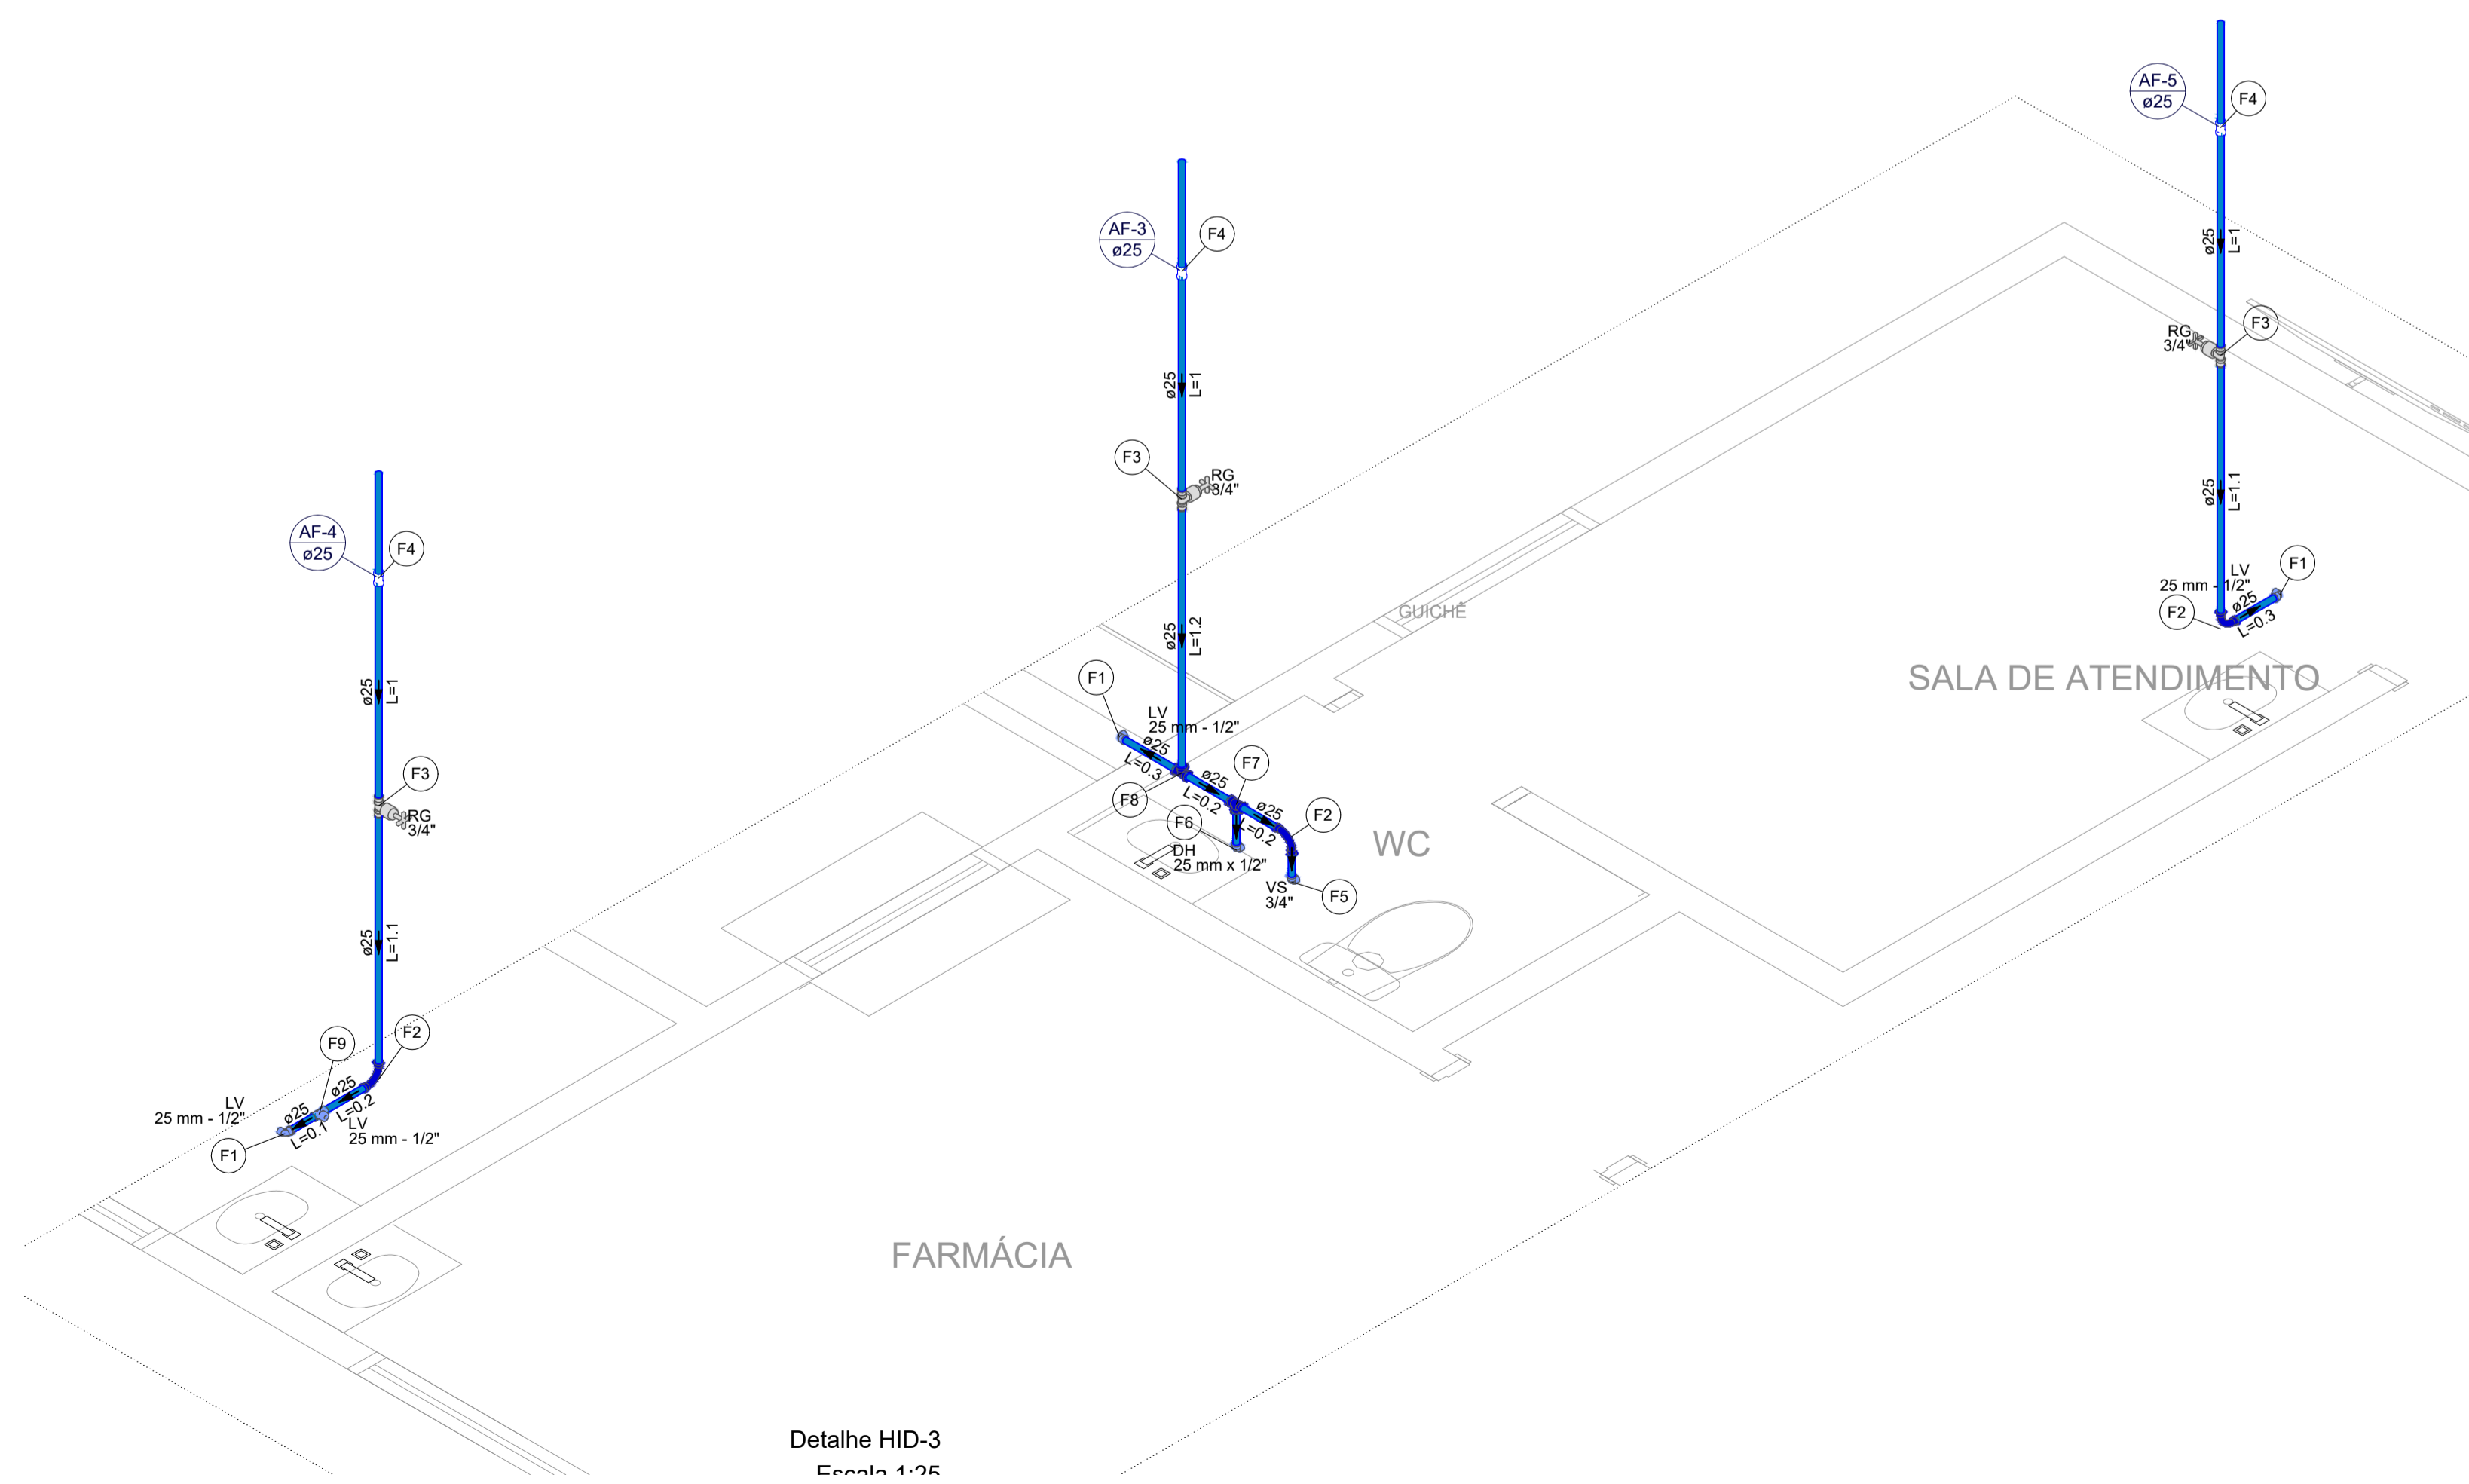 AF-5
ø25
F4
ø25
L=1
RG
3/4"
F3
ø25
L=1.1
LV
25 mm - 1/2"
F1
F2
ø25
L=0.3
SALA DE ATENDIMENTO
AF-3
ø25
F4
ø25
L=1
F3
RG
3/4"
ø25
L=1.2
GUICHÊ
F1
LV
25 mm - 1/2"
ø25
L=0.3
F8
ø25
L=0.2
F7
ø25
L=0.2
F2
F6
DH
25 mm x 1/2"
VS
3/4"
F5
WC
AF-4
ø25
F4
ø25
L=1
F3
RG
3/4"
ø25
L=1.1
F9
F2
ø25
L=0.2
LV
25 mm - 1/2"
ø25
L=0.1
LV
25 mm - 1/2"
F1
FARMÁCIA
Detalhe HID-3
Escala 1:25